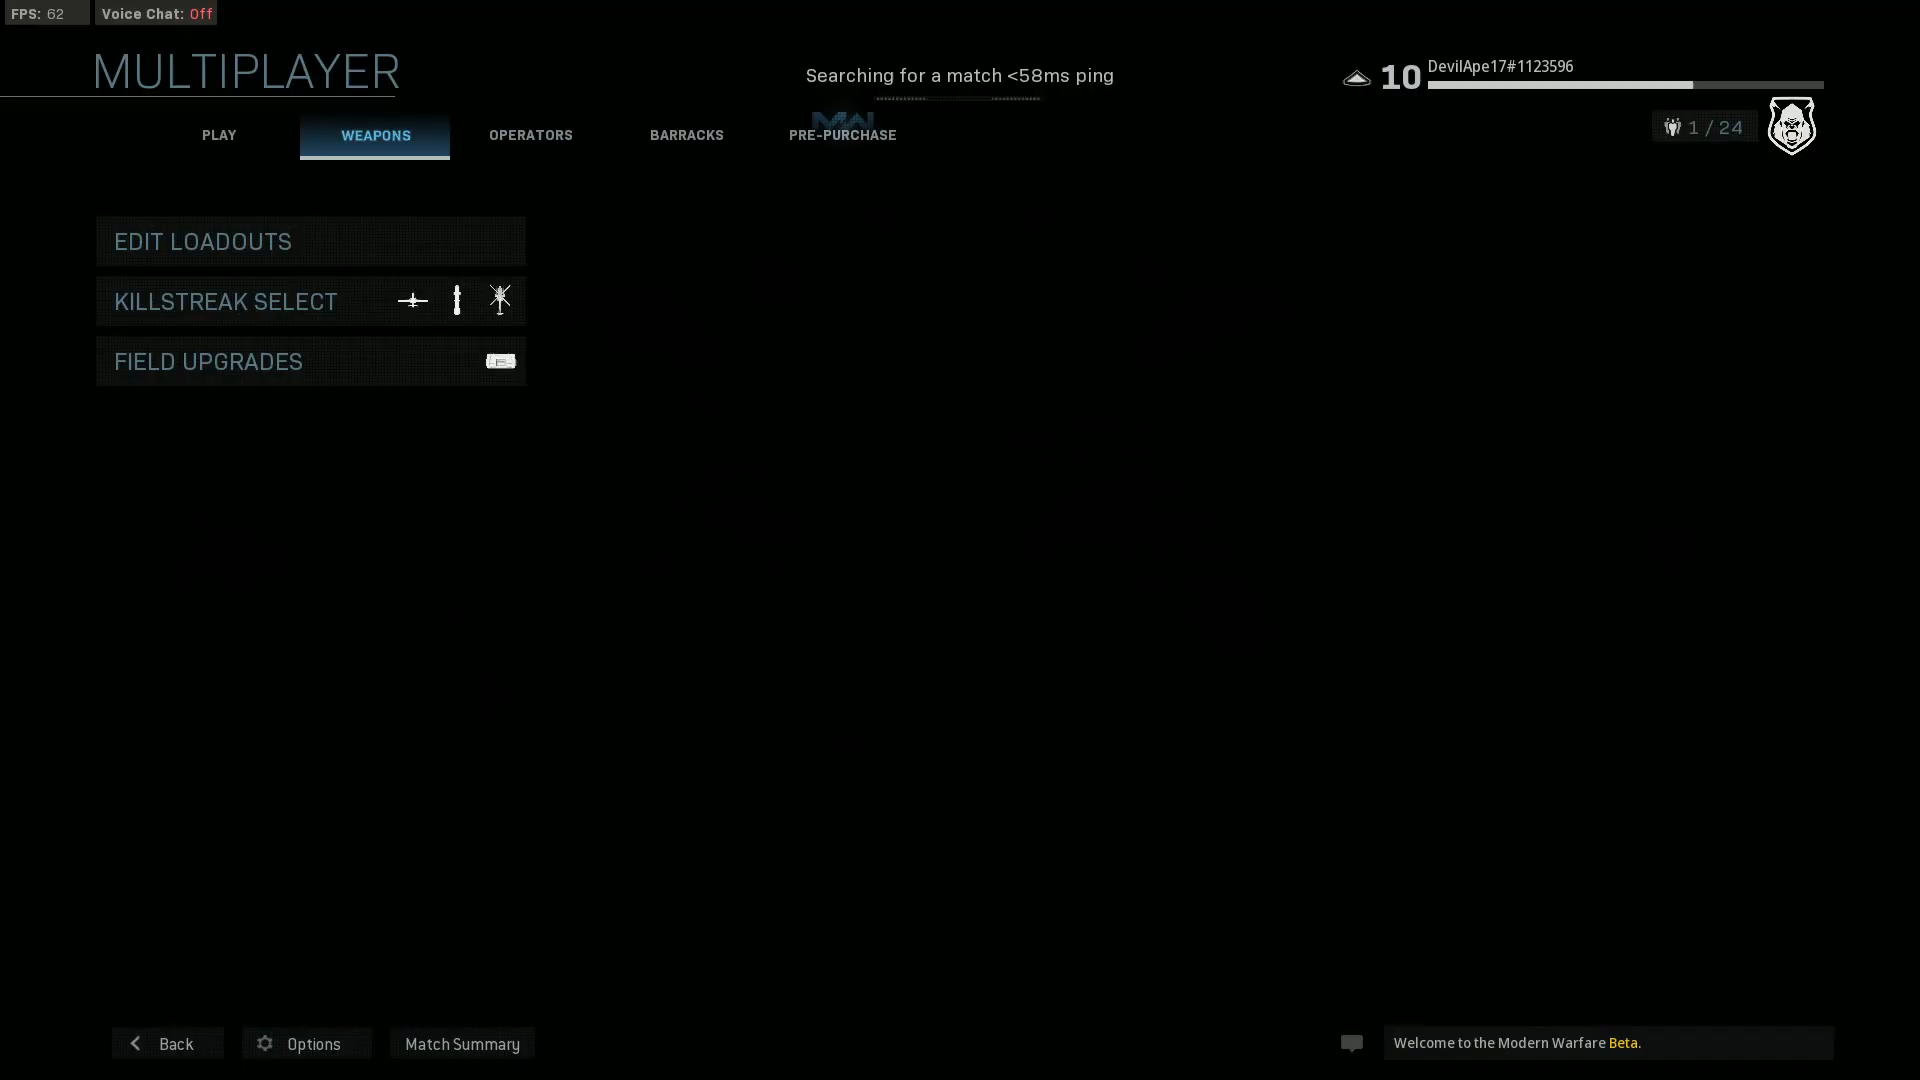 FPS: 62 Voice Chat: Off
MULTIPLAYER
Searching for a match <58ms ping
10 DevilApe17#1123596
PLAY WEAPONS OPERATORS BARRACKS PRE-PURCHASE
MW
1 / 24
EDIT LOADOUTS
KILLSTREAK SELECT
FIELD UPGRADES
Back Options Match Summary
Welcome to the Modern Warfare Beta.